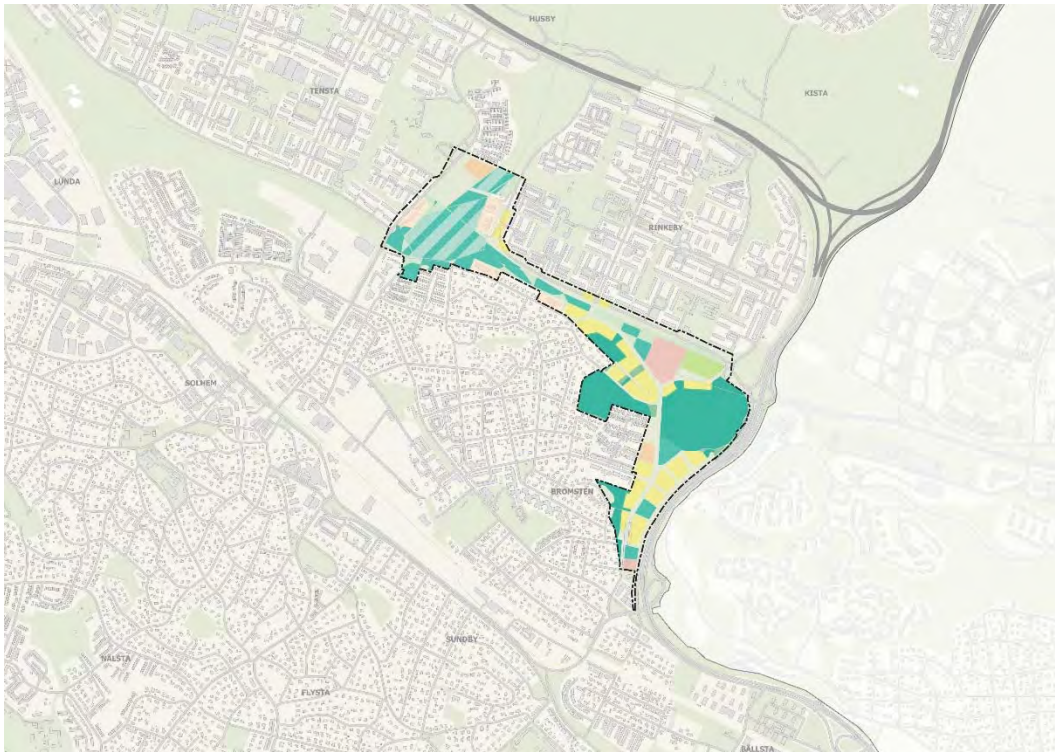 HUSBY
TENSTA
KISTA
LUNDA
RINKEBY
SOLHEM
BROMSTEN
SUNDBY
NÄLSTA
FLYSTA
BÄLLSTA